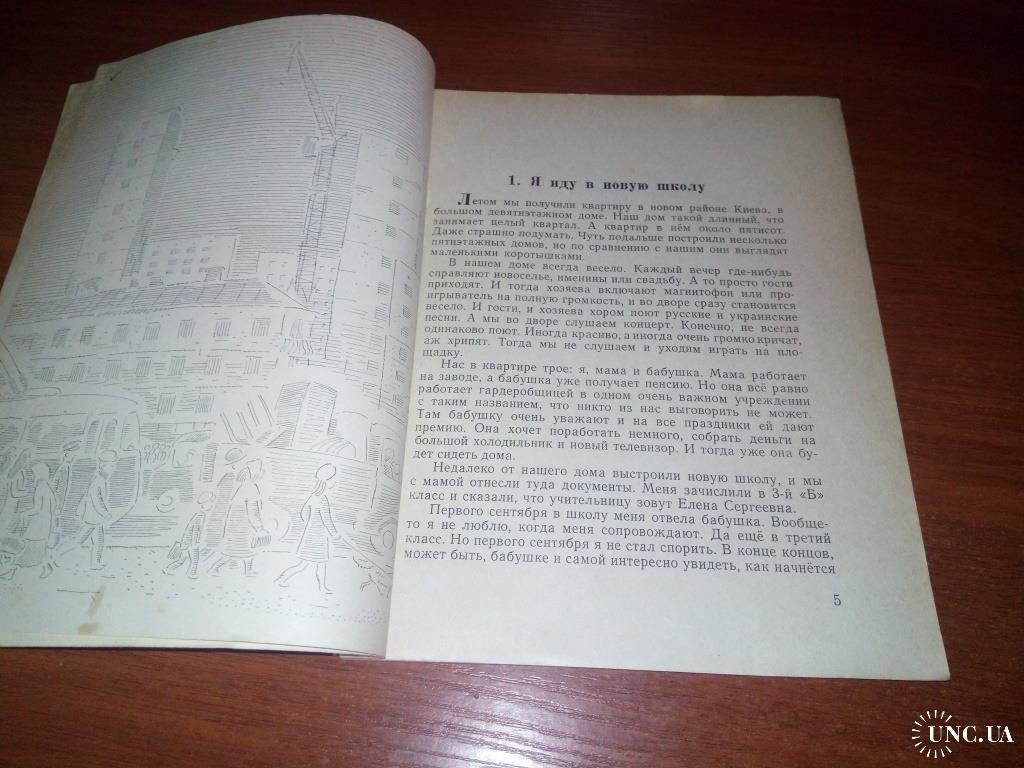 1. Я иду в новую школу
Летом мы получили квартиру в новом районе Киева, в
большом девятиэтажном доме. Наш дом такой длинный, что
занимает целый квартал. А квартир в нём около пятисот.
Даже страшно подумать. Чуть подальше построили несколько
пятиэтажных домов, но по сравнению с нашим они выглядят
маленькими коротышками.
В нашем доме всегда весело. Каждый вечер где-нибудь
справляют новоселье, именины или свадьбу. А то просто гости
приходят. И тогда хозяева включают магнитофон или про-
игрыватель на полную громкость, и во дворе сразу становится
весело. И гости, и хозяева хором поют русские и украинские
песни. А мы во дворе слушаем концерт. Конечно, не всегда
одинаково поют. Иногда красиво, а иногда очень громко кричат,
аж хрипят. Тогда мы не слушаем и уходим играть на пло-
щадку.
Нас в квартире трое: я, мама и бабушка. Мама работает
на заводе, а бабушка уже получает пенсию. Но она всё равно
работает гардеробщицей в одном очень важном учреждении
с таким названием, что никто из нас выговорить не может.
Там бабушку очень уважают и на все праздники ей дают
премию. Она хочет поработать немного, собрать деньги на
большой холодильник и новый телевизор. И тогда уже она бу-
дет сидеть дома.
Недалеко от нашего дома выстроили новую школу, и мы
с мамой отнесли туда документы. Меня зачислили в 3-й «Б»
класс и сказали, что учительницу зовут Елена Сергеевна.
Первого сентября в школу меня отвела бабушка. Вообще-
то я не люблю, когда меня сопровождают. Да ещё в третий
класс. Но первого сентября я не стал спорить. В конце концов,
может быть, бабушке и самой интересно увидеть, как начнётся
5
UNC.UA